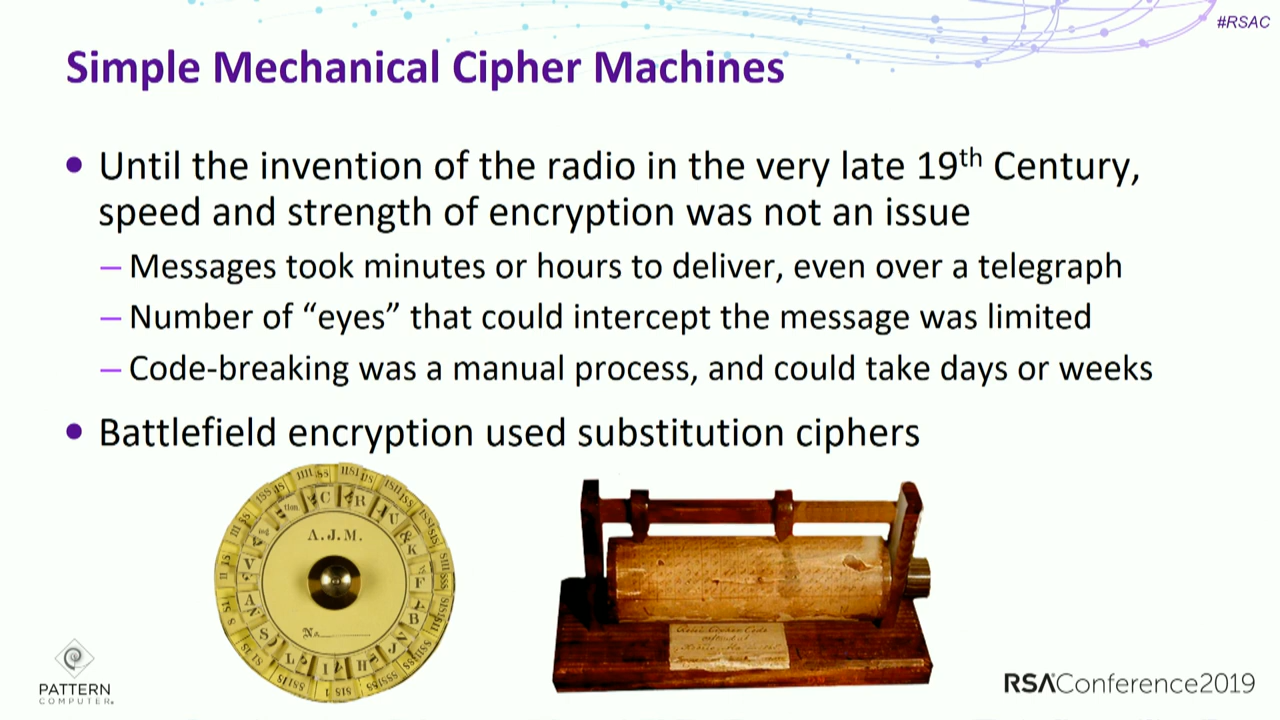 #RSAC
Simple Mechanical Cipher Machines
Until the invention of the radio in the very late 19th Century,
speed and strength of encryption was not an issue
– Messages took minutes or hours to deliver, even over a telegraph
– Number of “eyes” that could intercept the message was limited
– Code-breaking was a manual process, and could take days or weeks
Battlefield encryption used substitution ciphers
A.J.M.
No
PATTERN
COMPUTER
RSAConference2019